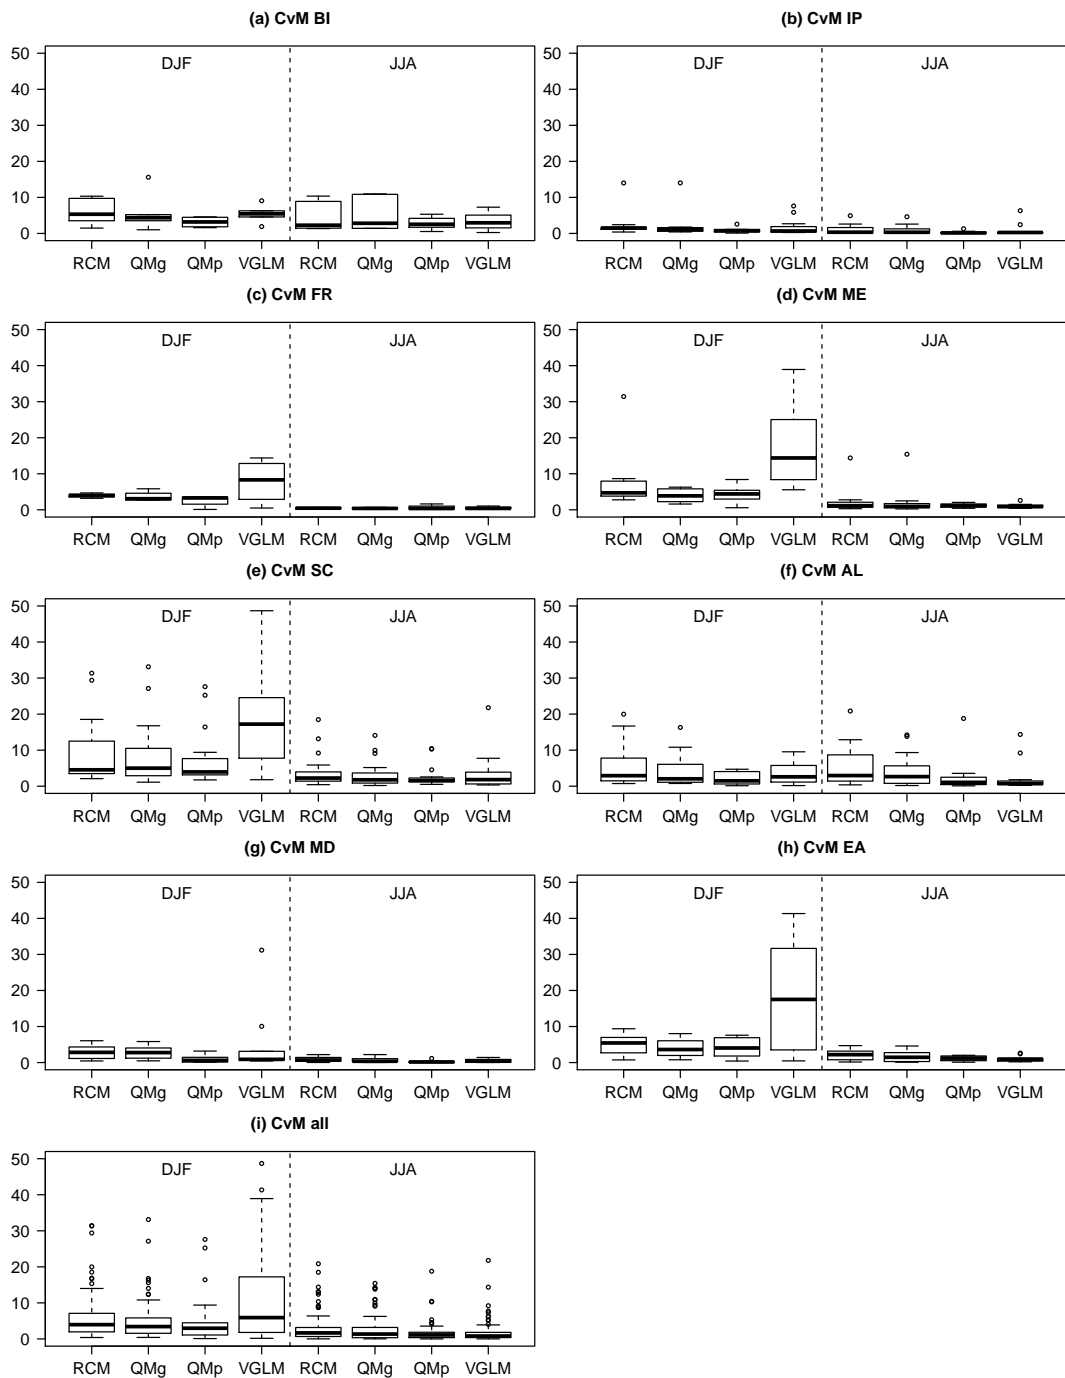 (a) CvM BI
(b) CvM IP
50
40
30
20
10
0
DJF
JJA
RCM QMg QMp VGLM RCM QMg QMp VGLM
50
40
30
20
10
0
DJF
JJA
RCM QMg QMp VGLM RCM QMg QMp VGLM
(c) CvM FR
(d) CvM ME
50
40
30
20
10
0
DJF
JJA
RCM QMg QMp VGLM RCM QMg QMp VGLM
50
40
30
20
10
0
DJF
JJA
RCM QMg QMp VGLM RCM QMg QMp VGLM
(e) CvM SC
(f) CvM AL
50
40
30
20
10
0
DJF
JJA
RCM QMg QMp VGLM RCM QMg QMp VGLM
50
40
30
20
10
0
DJF
JJA
RCM QMg QMp VGLM RCM QMg QMp VGLM
(g) CvM MD
(h) CvM EA
50
40
30
20
10
0
DJF
JJA
RCM QMg QMp VGLM RCM QMg QMp VGLM
50
40
30
20
10
0
DJF
JJA
RCM QMg QMp VGLM RCM QMg QMp VGLM
(i) CvM all
50
40
30
20
10
0
DJF
JJA
RCM QMg QMp VGLM RCM QMg QMp VGLM